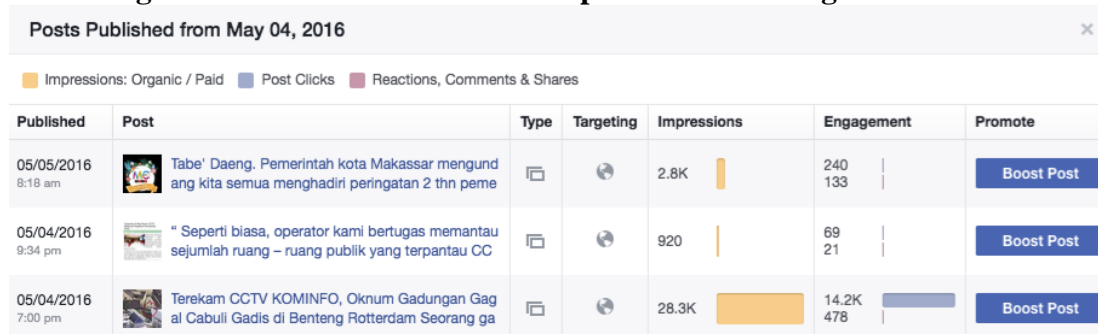 Posts Published from May 04, 2016
×
Impressions: Organic / Paid Post Clicks Reactions, Comments & Shares
Published Post Type Targeting Impressions Engagement Promote
05/05/2016 Tabe' Daeng. Pemerintah kota Makassar mengund 2.8K 240 Boost Post
8:18 am ang kita semua menghadiri peringatan 2 thn peme 133
05/04/2016 “ Seperti biasa, operator kami bertugas memantau 920 69 Boost Post
9:34 pm sejumlah ruang – ruang publik yang terpantau CC 21
05/04/2016 Terekam CCTV KOMINFO, Oknum Gadungan Gag 28.3K 14.2K Boost Post
7:00 pm al Cabuli Gadis di Benteng Rotterdam Seorang ga 478